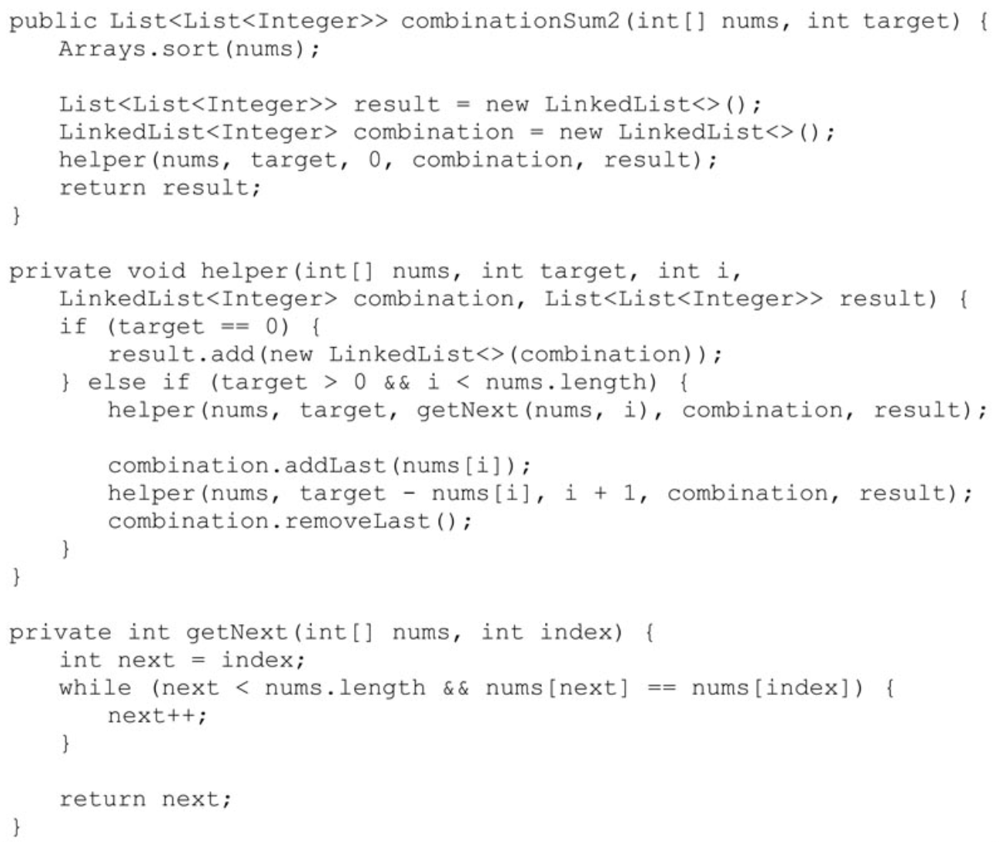 public List<List<Integer>> combinationSum2(int[] nums, int target) {
    Arrays.sort(nums);

    List<List<Integer>> result = new LinkedList<>();
    LinkedList<Integer> combination = new LinkedList<>();
    helper(nums, target, 0, combination, result);
    return result;
}

private void helper(int[] nums, int target, int i,
    LinkedList<Integer> combination, List<List<Integer>> result) {
    if (target == 0) {
        result.add(new LinkedList<>(combination));
    } else if (target > 0 && i < nums.length) {
        helper(nums, target, getNext(nums, i), combination, result);

        combination.addLast(nums[i]);
        helper(nums, target - nums[i], i + 1, combination, result);
        combination.removeLast();
    }
}

private int getNext(int[] nums, int index) {
    int next = index;
    while (next < nums.length && nums[next] == nums[index]) {
        next++;
    }

    return next;
}